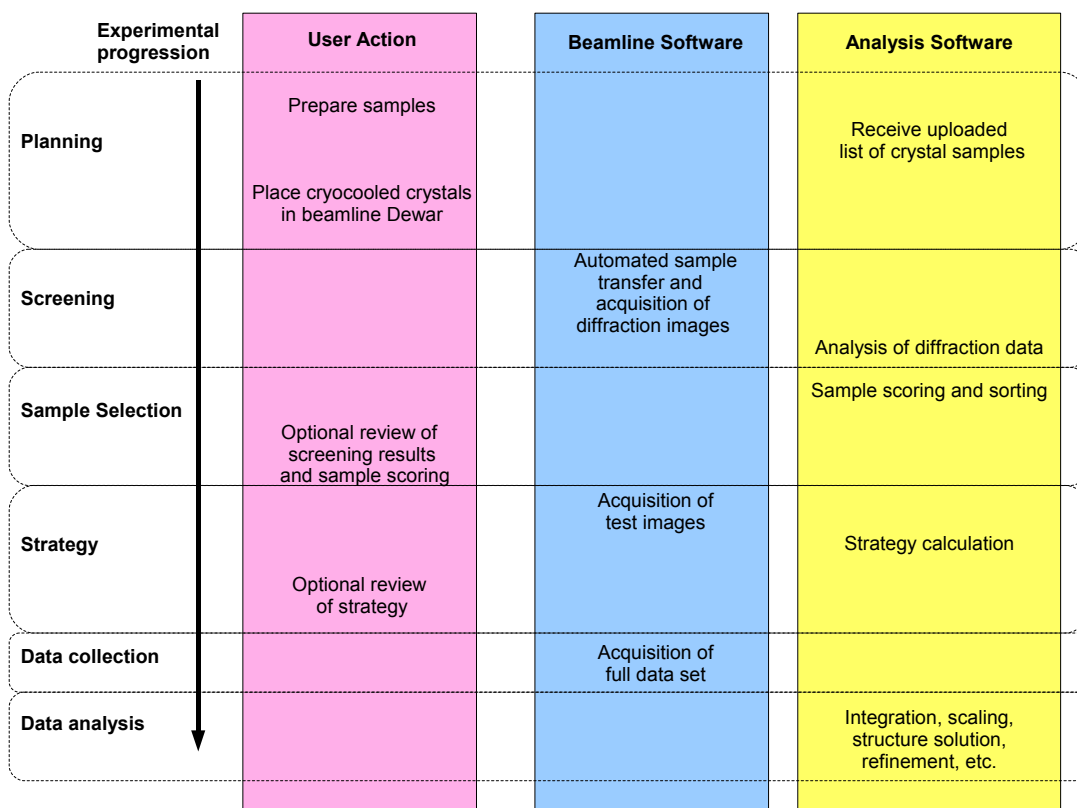 Experimental
progression
User Action
Beamline Software
Analysis Software
Planning
Prepare samples
Receive uploaded
list of crystal samples
Place cryocooled crystals
in beamline Dewar
Screening
Automated sample
transfer and
acquisition of
diffraction images
Analysis of diffraction data
Sample Selection
Sample scoring and sorting
Optional review of
screening results
and sample scoring
Strategy
Acquisition of
test images
Strategy calculation
Optional review
of strategy
Data collection
Acquisition of
full data set
Data analysis
Integration, scaling,
structure solution,
refinement, etc.